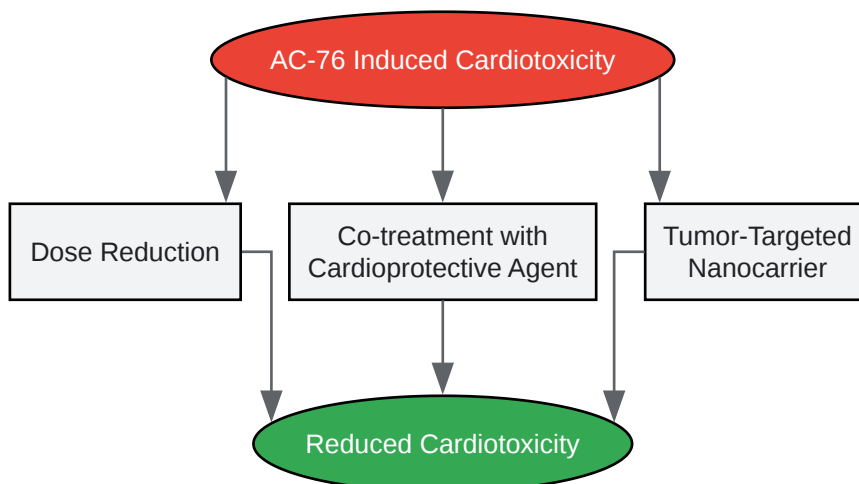 AC-76 Induced Cardiotoxicity
Dose Reduction
Co-treatment with
Cardioprotective Agent
Tumor-Targeted
Nanocarrier
Reduced Cardiotoxicity